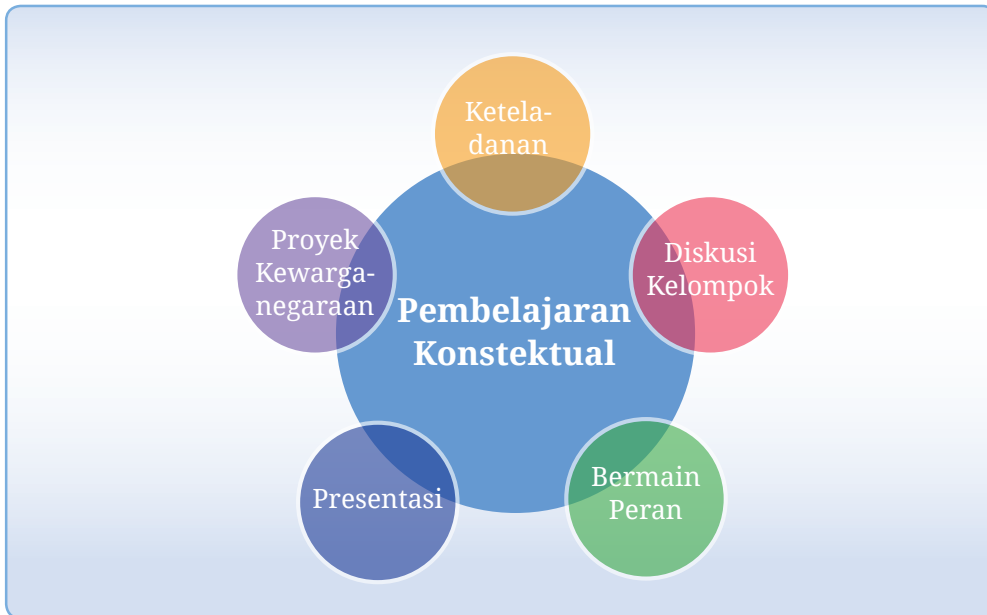 Ketela-
danan
Diskusi
Kelompok
Bermain
Peran
Presentasi
Proyek
Kewarga-
negaraan
Pembelajaran
Konstektual